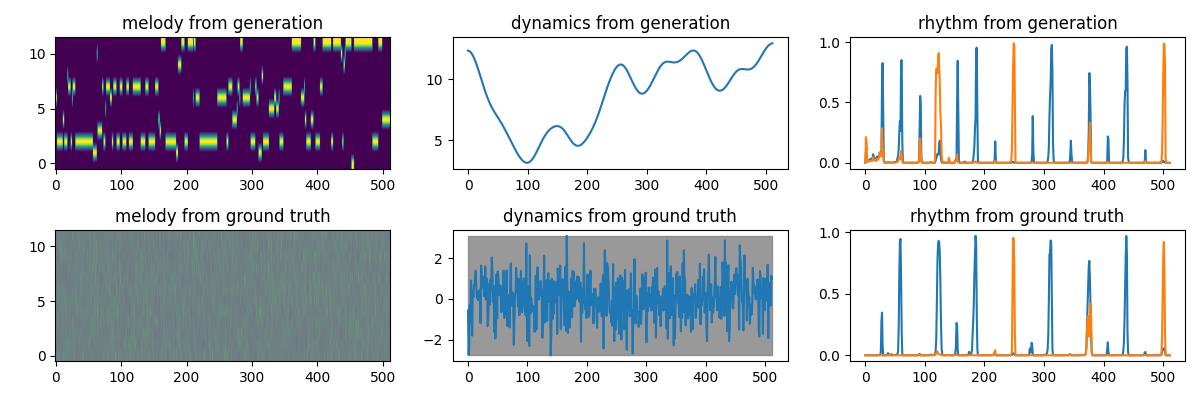 melody from generation
10
5
0
0 100 200 300 400 500
dynamics from generation
10
5
0 100 200 300 400 500
rhythm from generation
1.0
0.5
0.0
0 100 200 300 400 500
melody from ground truth
10
5
0
0 100 200 300 400 500
dynamics from ground truth
2
0
−2
0 100 200 300 400 500
rhythm from ground truth
1.0
0.5
0.0
0 100 200 300 400 500